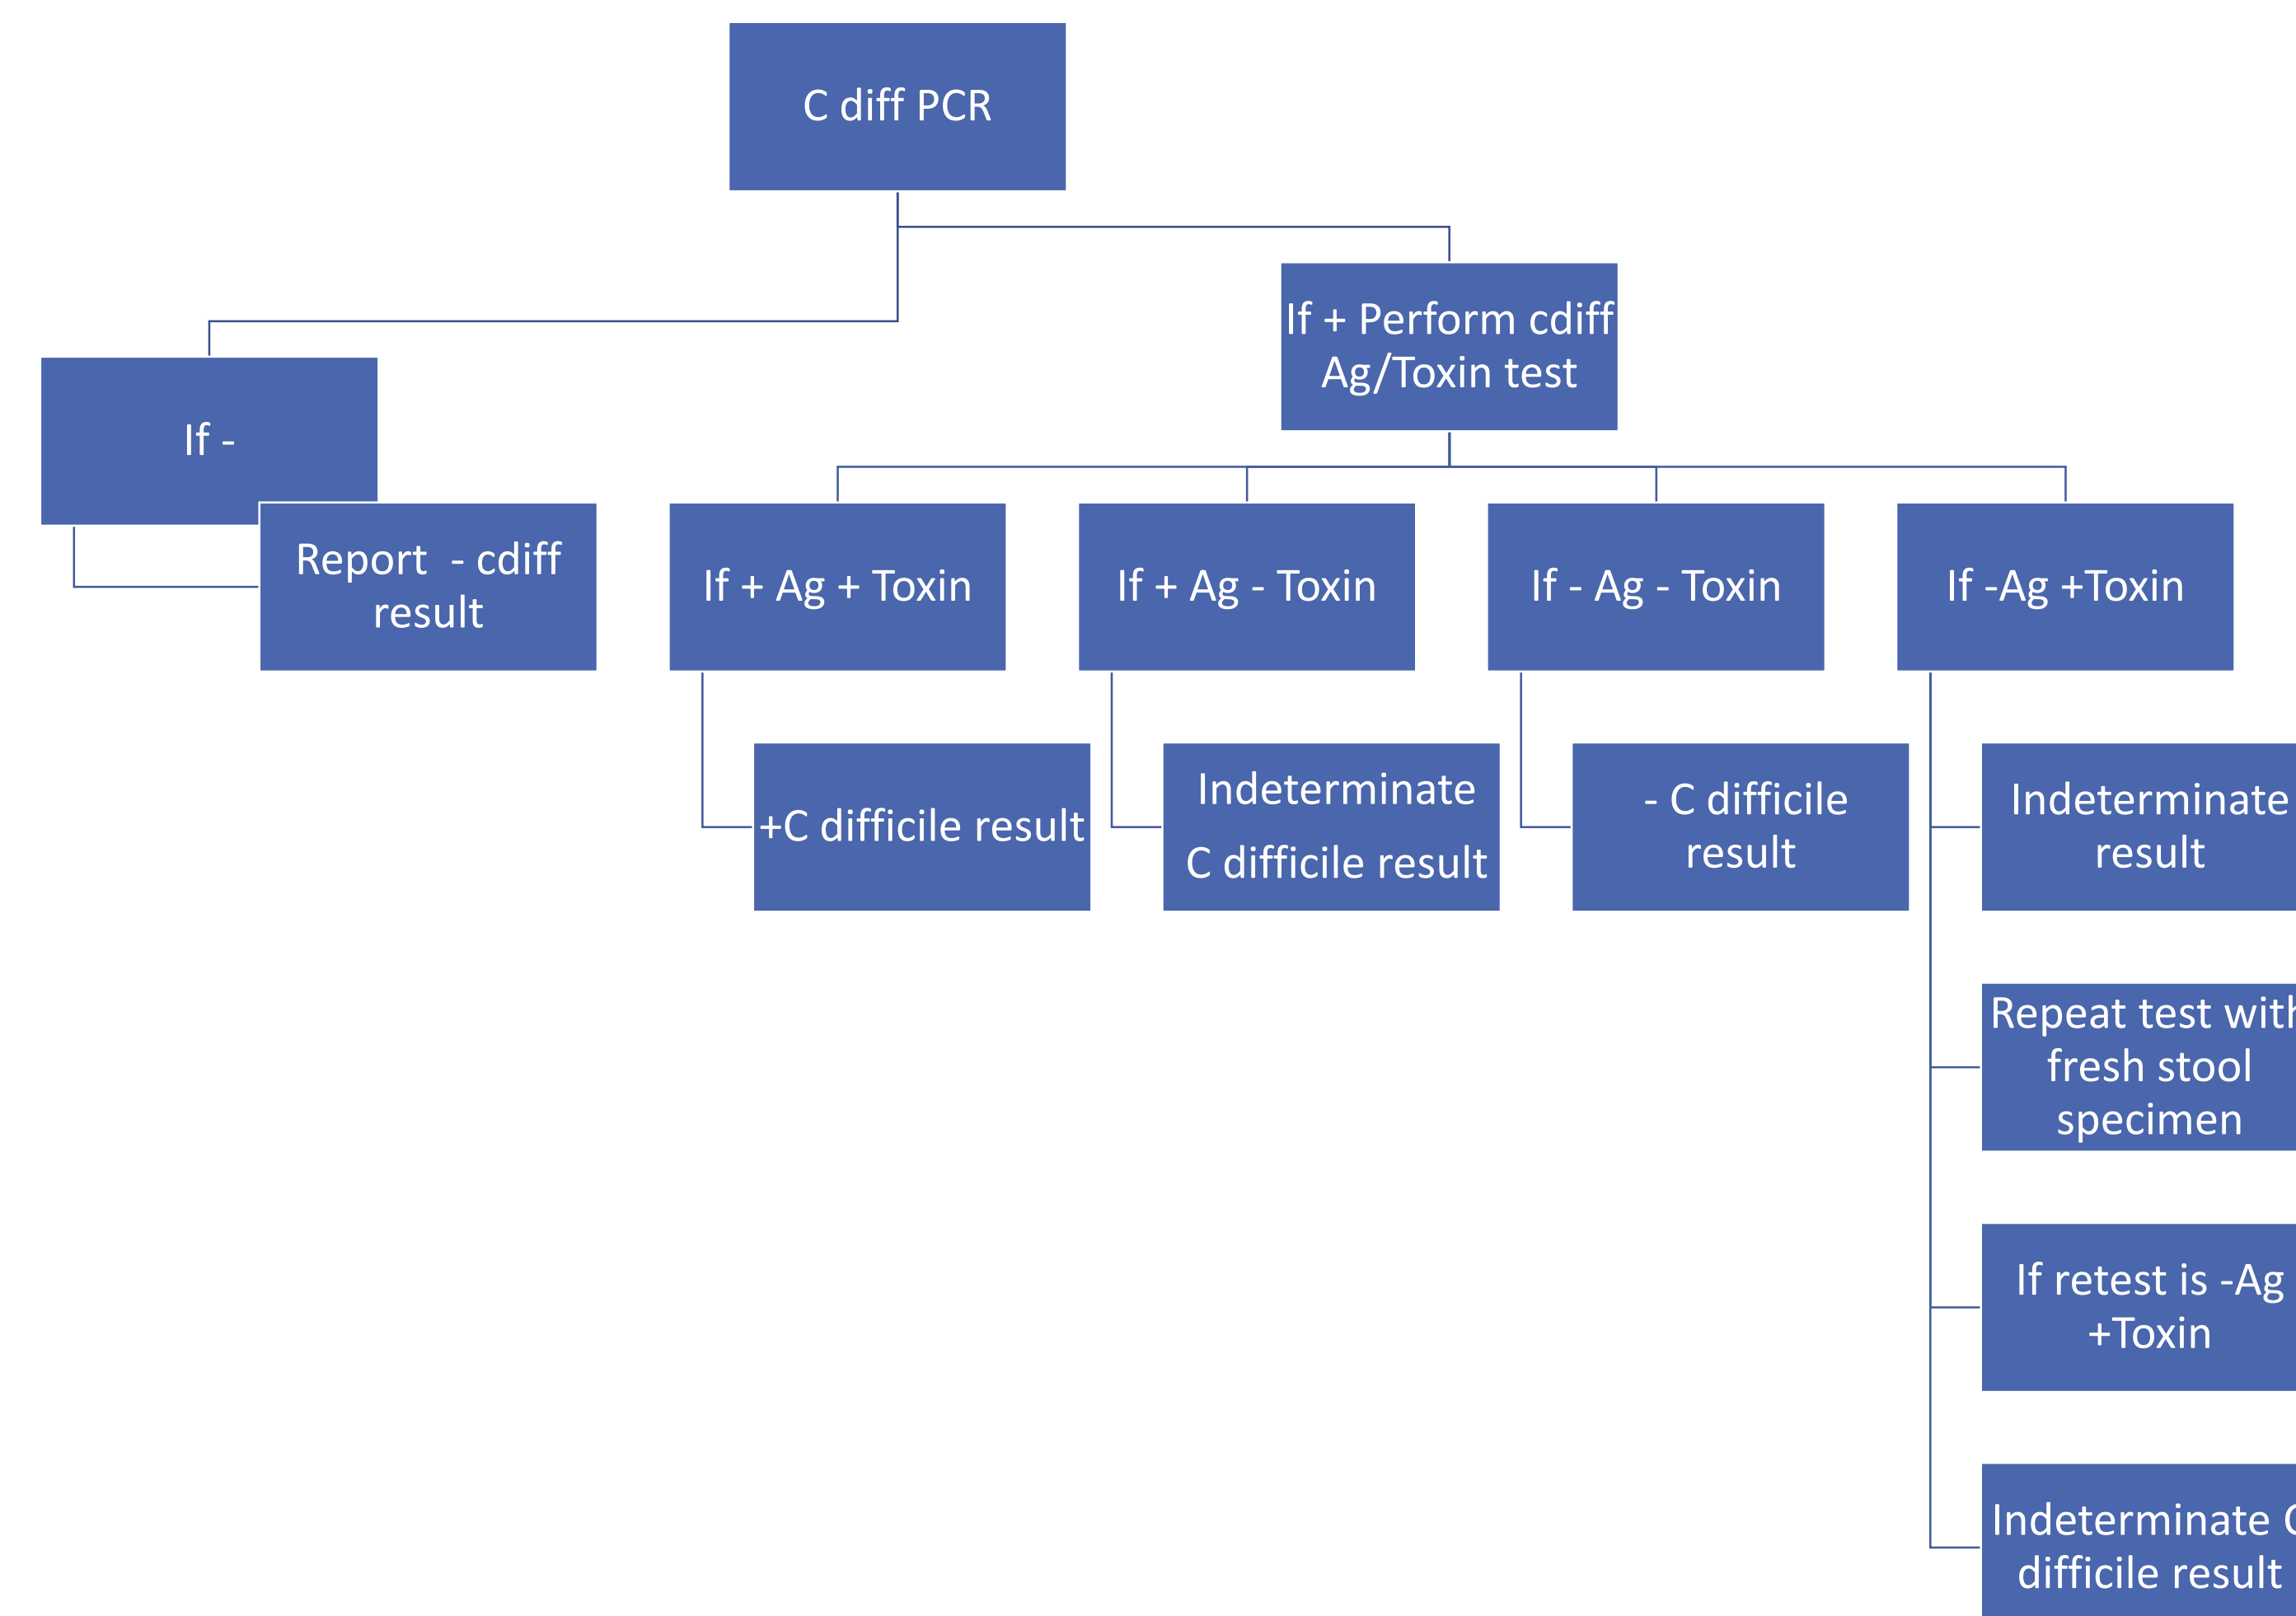 C diff PCR
If + Perform cdiff
Ag/Toxin test
If -
Report  - cdiff
result
If + Ag + Toxin
If + Ag - Toxin
If - Ag - Toxin
If -Ag +Toxin
+C difficile result
Indeterminate
C difficile result
- C difficile
result
Indeterminate
result
Repeat test with
fresh stool
specimen
If retest is -Ag
+Toxin
Indeterminate C
difficile result